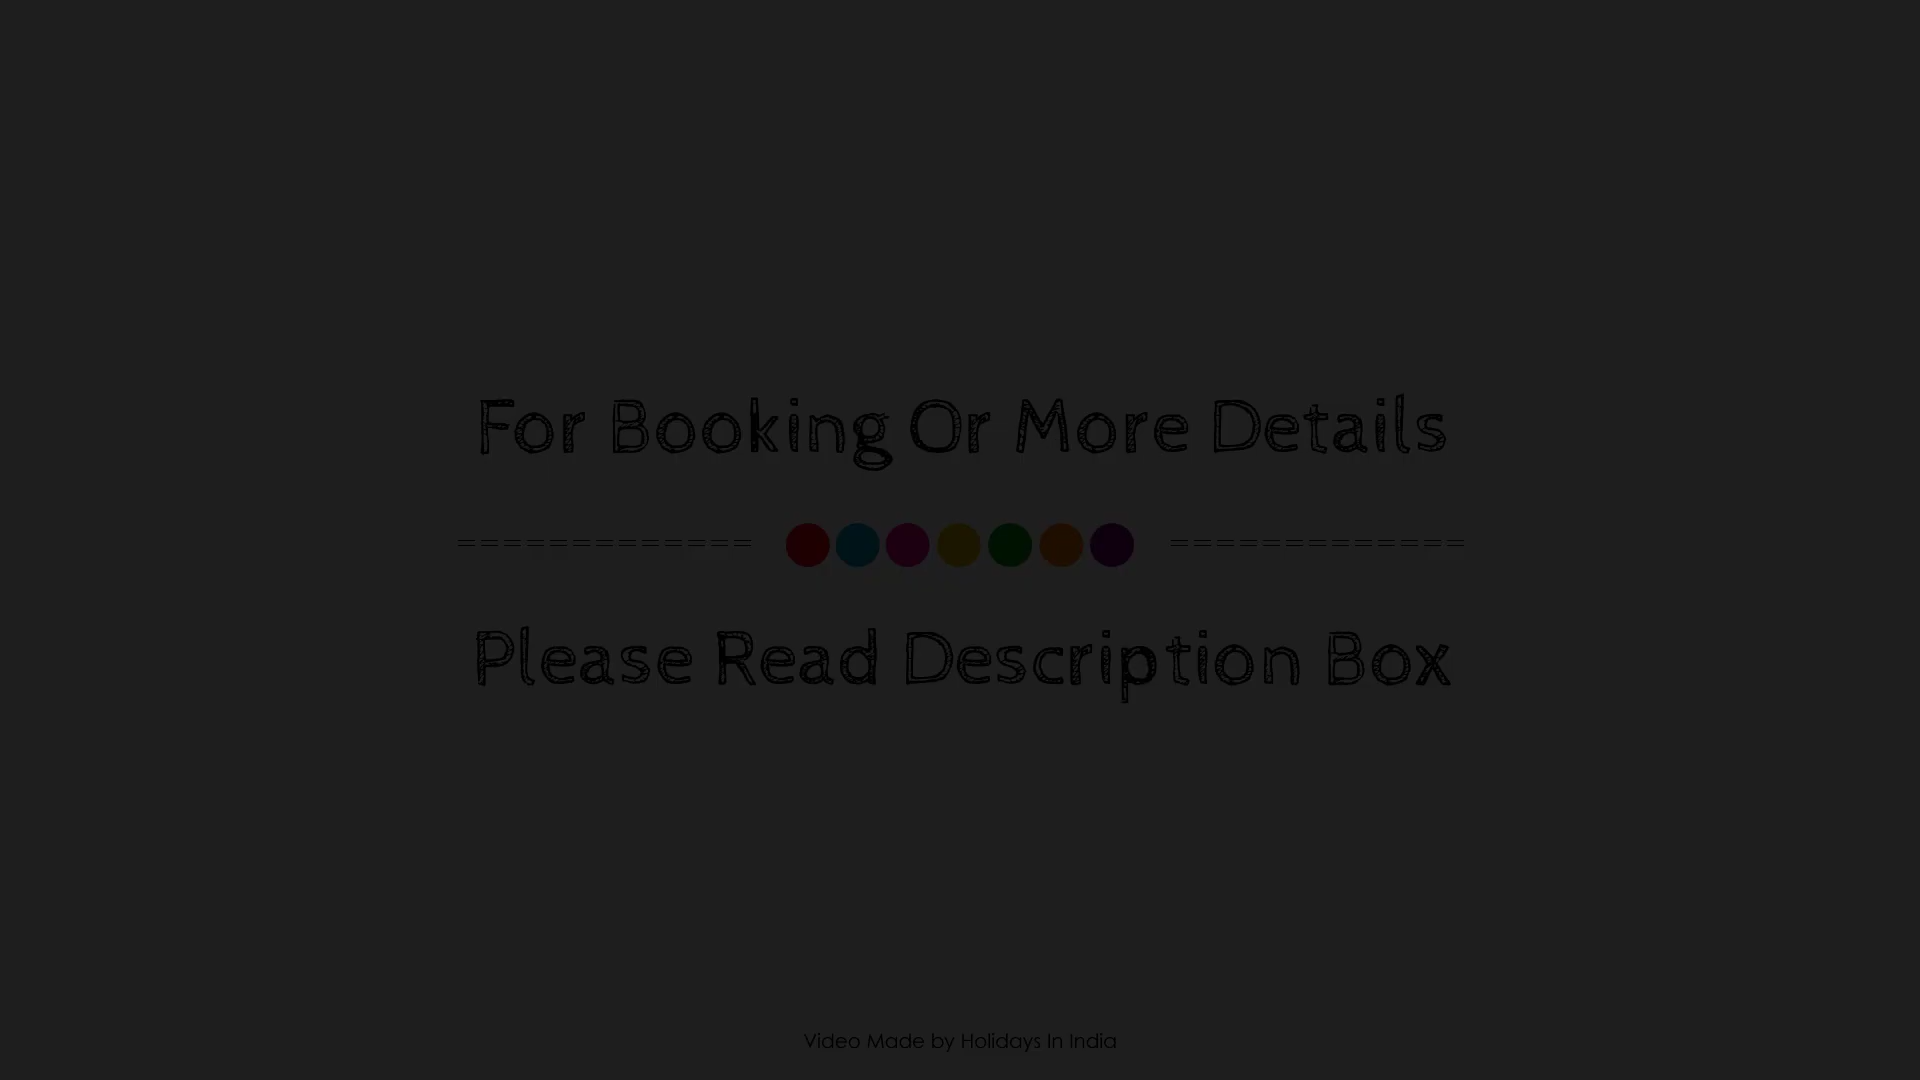 For Booking Or More Details
============= =============
Please Read Description Box
Video Made by Holidays In India